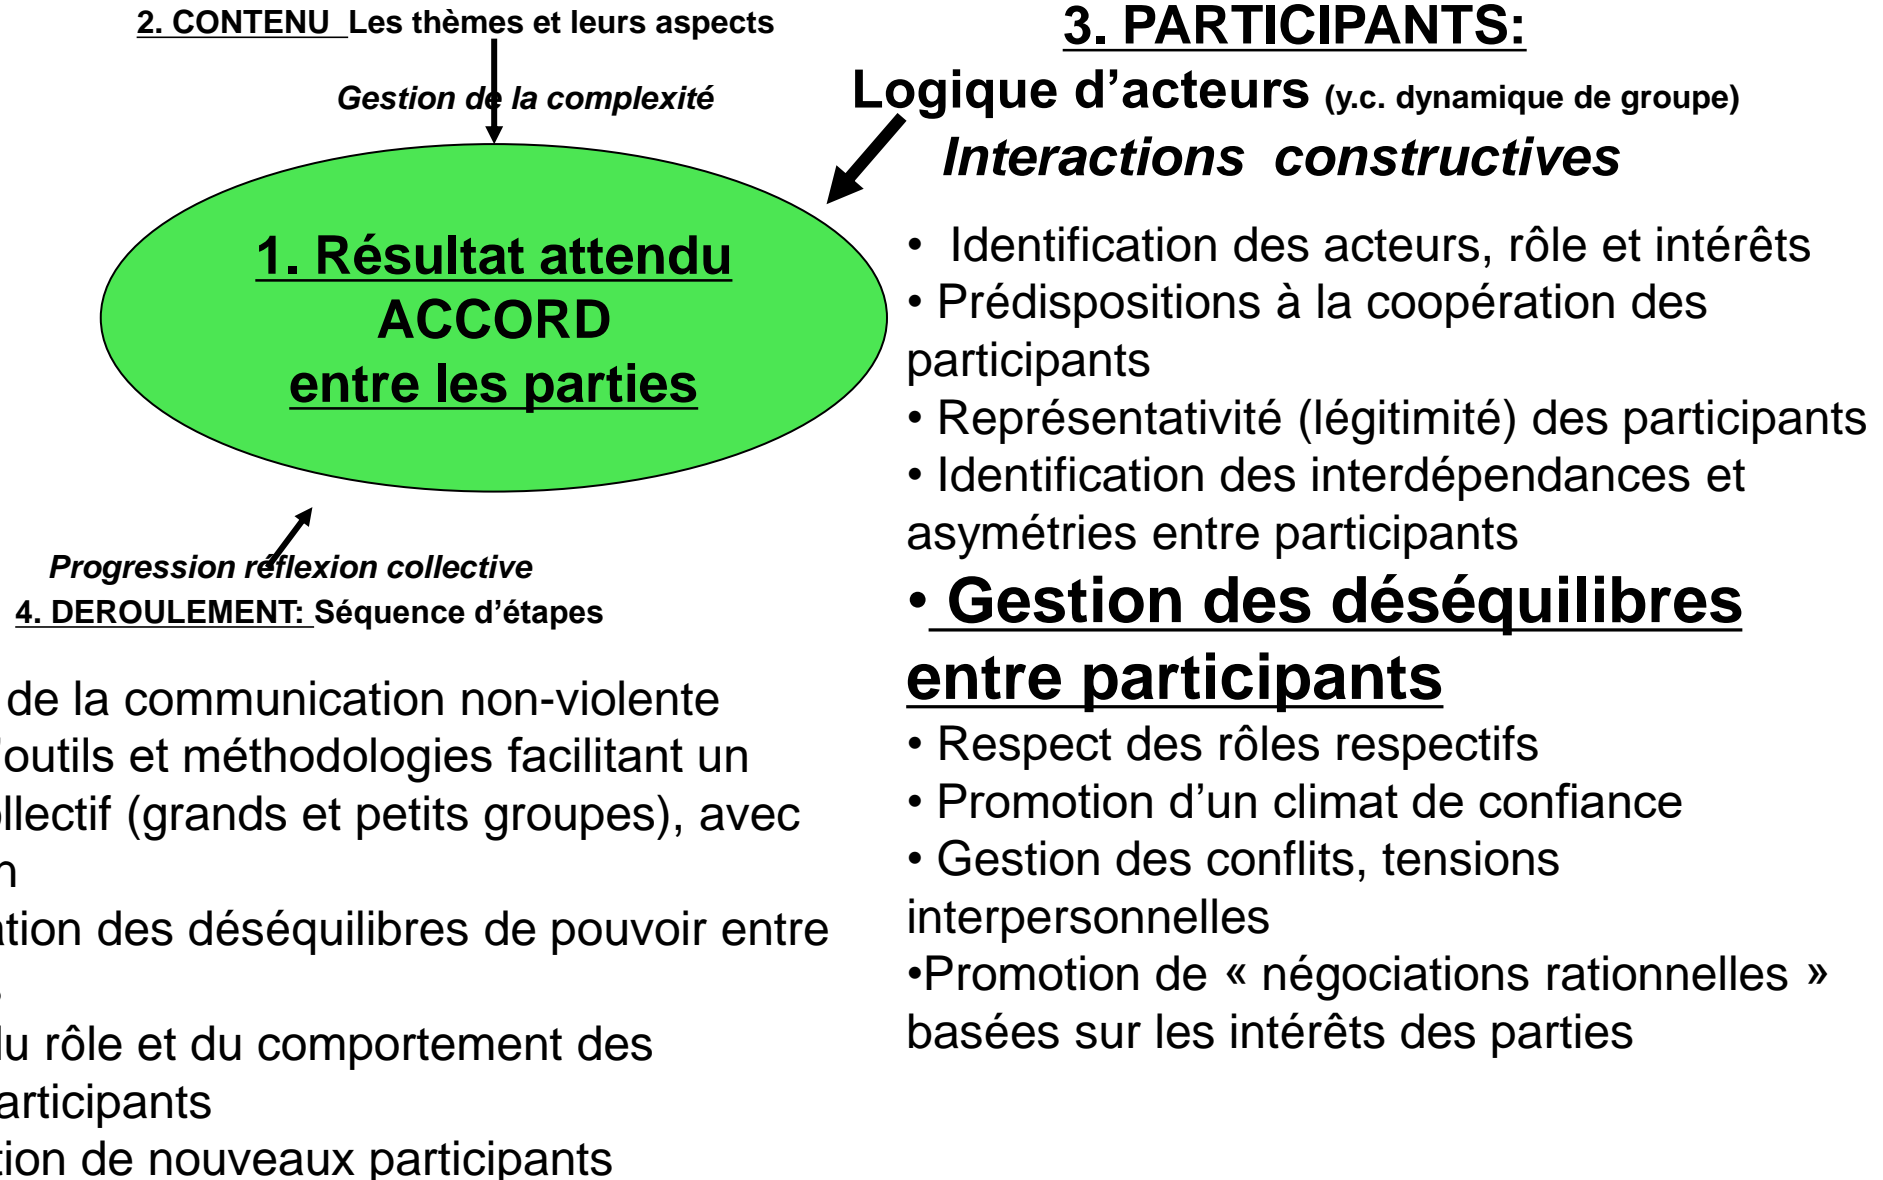 2. CONTENU Les thèmes et leurs aspects
Gestion de la complexité
1. Résultat attendu
ACCORD
entre les parties
Progression réflexion collective
4. DEROULEMENT: Séquence d’étapes
de la communication non-violente
’outils et méthodologies facilitant un
ollectif (grands et petits groupes), avec
n
ation des déséquilibres de pouvoir entre
du rôle et du comportement des
articipants
tion de nouveaux participants
3. PARTICIPANTS:
Logique d’acteurs (y.c. dynamique de groupe)
Interactions constructives
• Identification des acteurs, rôle et intérêts
• Prédispositions à la coopération des
participants
• Représentativité (légitimité) des participants
• Identification des interdépendances et
asymétries entre participants
• Gestion des déséquilibres
entre participants
• Respect des rôles respectifs
• Promotion d’un climat de confiance
• Gestion des conflits, tensions
interpersonnelles
•Promotion de « négociations rationnelles »
basées sur les intérêts des parties